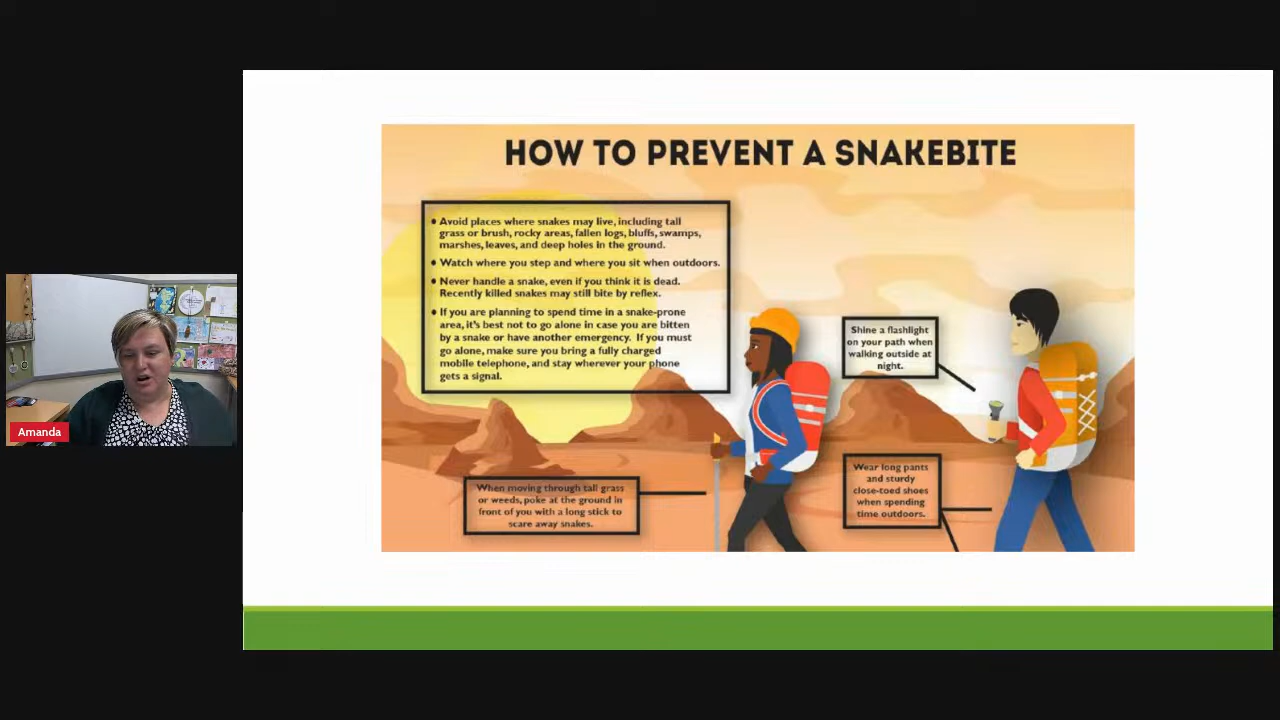 HOW TO PREVENT A SNAKEBITE
• Avoid places where snakes may live, including tall
grass or brush, rocky areas, fallen logs, bluffs, swamps,
marshes, leaves, and deep holes in the ground.
• Watch where you step and where you sit when outdoors.
• Never handle a snake, even if you think it is dead.
Recently killed snakes may still bite by reflex.
• If you are planning to spend time in a snake-prone
area, it's best not to go alone in case you are bitten
by a snake or have another emergency. If you must
go alone, make sure you bring a fully charged
mobile telephone, and stay wherever your phone
gets a signal.
Shine a flashlight
on your path when
walking outside at
night.
When moving through tall grass
or weeds, poke at the ground in
front of you with a long stick to
scare away snakes.
Wear long pants
and sturdy
close-toed shoes
when spending
time outdoors.
Amanda